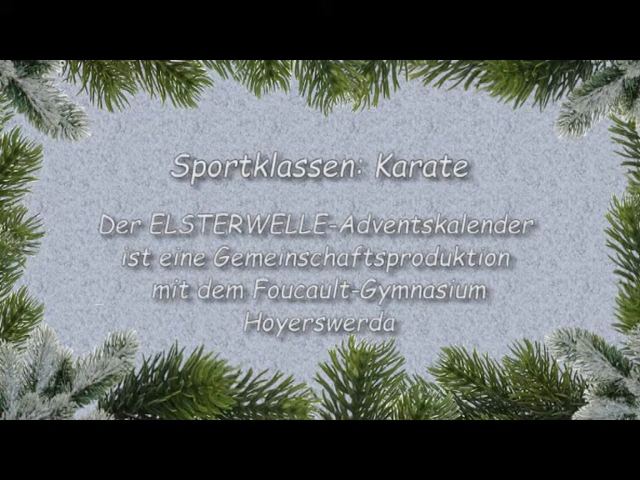 Sportklassen: Karate
Der ELSTERWELLE-Adventskalender
ist eine Gemeinschaftsproduktion
mit dem Foucault-Gymnasium
Hoyerswerda